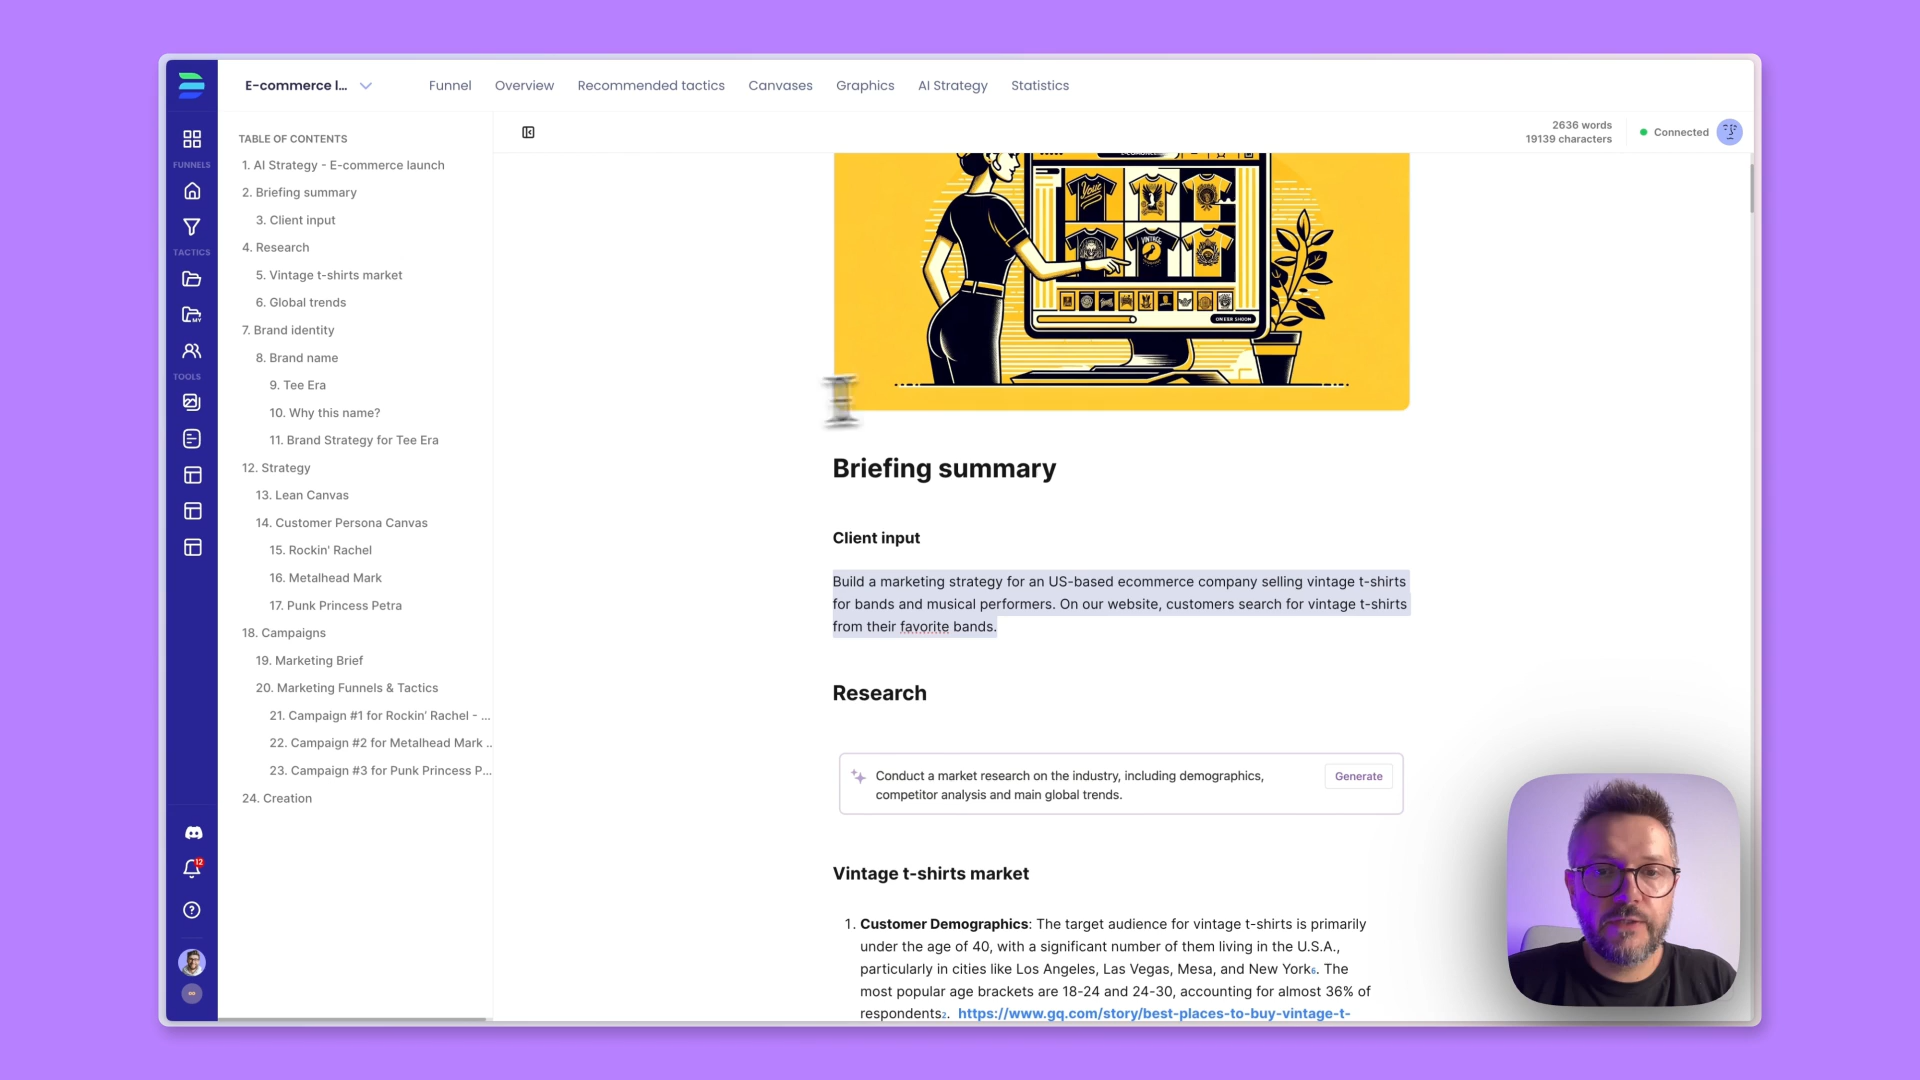 E-commerce l...
Funnel
Overview
Recommended tactics
Canvases
Graphics
AI Strategy
Statistics
FUNNELS
TACTICS
MY
TOOLS
12
TABLE OF CONTENTS
1. AI Strategy - E-commerce launch
2. Briefing summary
3. Client input
4. Research
5. Vintage t-shirts market
6. Global trends
7. Brand identity
8. Brand name
9. Tee Era
10. Why this name?
11. Brand Strategy for Tee Era
12. Strategy
13. Lean Canvas
14. Customer Persona Canvas
15. Rockin' Rachel
16. Metalhead Mark
17. Punk Princess Petra
18. Campaigns
19. Marketing Brief
20. Marketing Funnels & Tactics
21. Campaign #1 for Rockin' Rachel - ...
22. Campaign #2 for Metalhead Mark ..
23. Campaign #3 for Punk Princess P...
24. Creation
2636 words
19139 characters
Connected
Your
VINTAGE
Briefing summary
Client input
Build a marketing strategy for an US-based ecommerce company selling vintage t-shirts
for bands and musical performers. On our website, customers search for vintage t-shirts
from their favorite bands.
Research
Conduct a market research on the industry, including demographics,
competitor analysis and main global trends.
Generate
Vintage t-shirts market
1. Customer Demographics: The target audience for vintage t-shirts is primarily
under the age of 40, with a significant number of them living in the U.S.A.,
particularly in cities like Los Angeles, Las Vegas, Mesa, and New York6. The
most popular age brackets are 18-24 and 24-30, accounting for almost 36% of
respondents2. https://www.gq.com/story/best-places-to-buy-vintage-t-